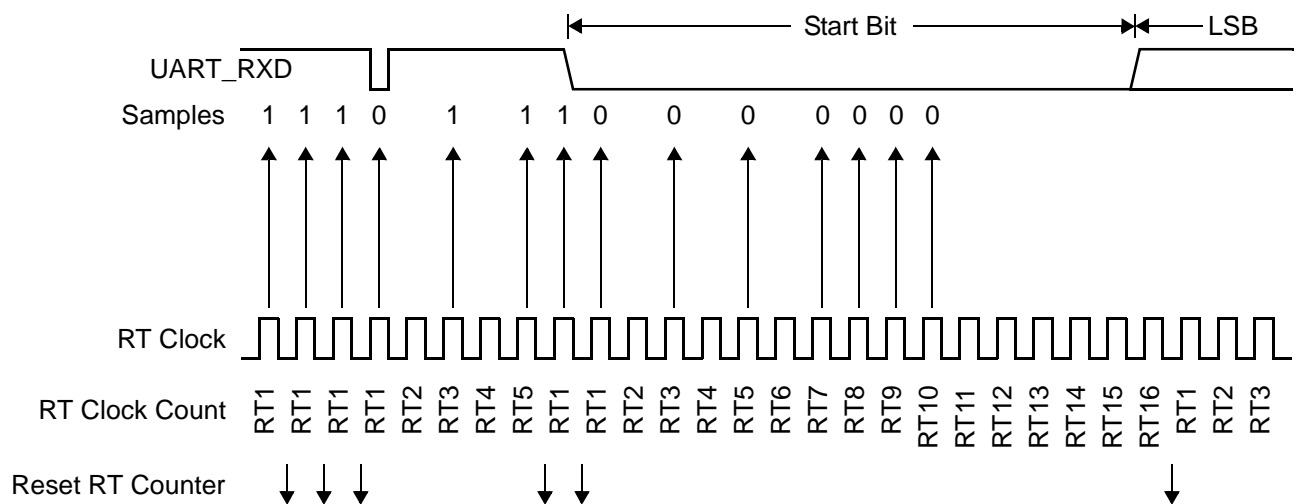 Start Bit LSB
UART_RXD
Samples 1 1 1 0 1 1 1 0 0 0 0 0 0 0
RT Clock
RT Clock Count RT1 RT1 RT1 RT1 RT2 RT3 RT4 RT5 RT1 RT1 RT2 RT3 RT4 RT5 RT6 RT7 RT8 RT9 RT10 RT11 RT12 RT13 RT14 RT15 RT16 RT1 RT2 RT3
Reset RT Counter